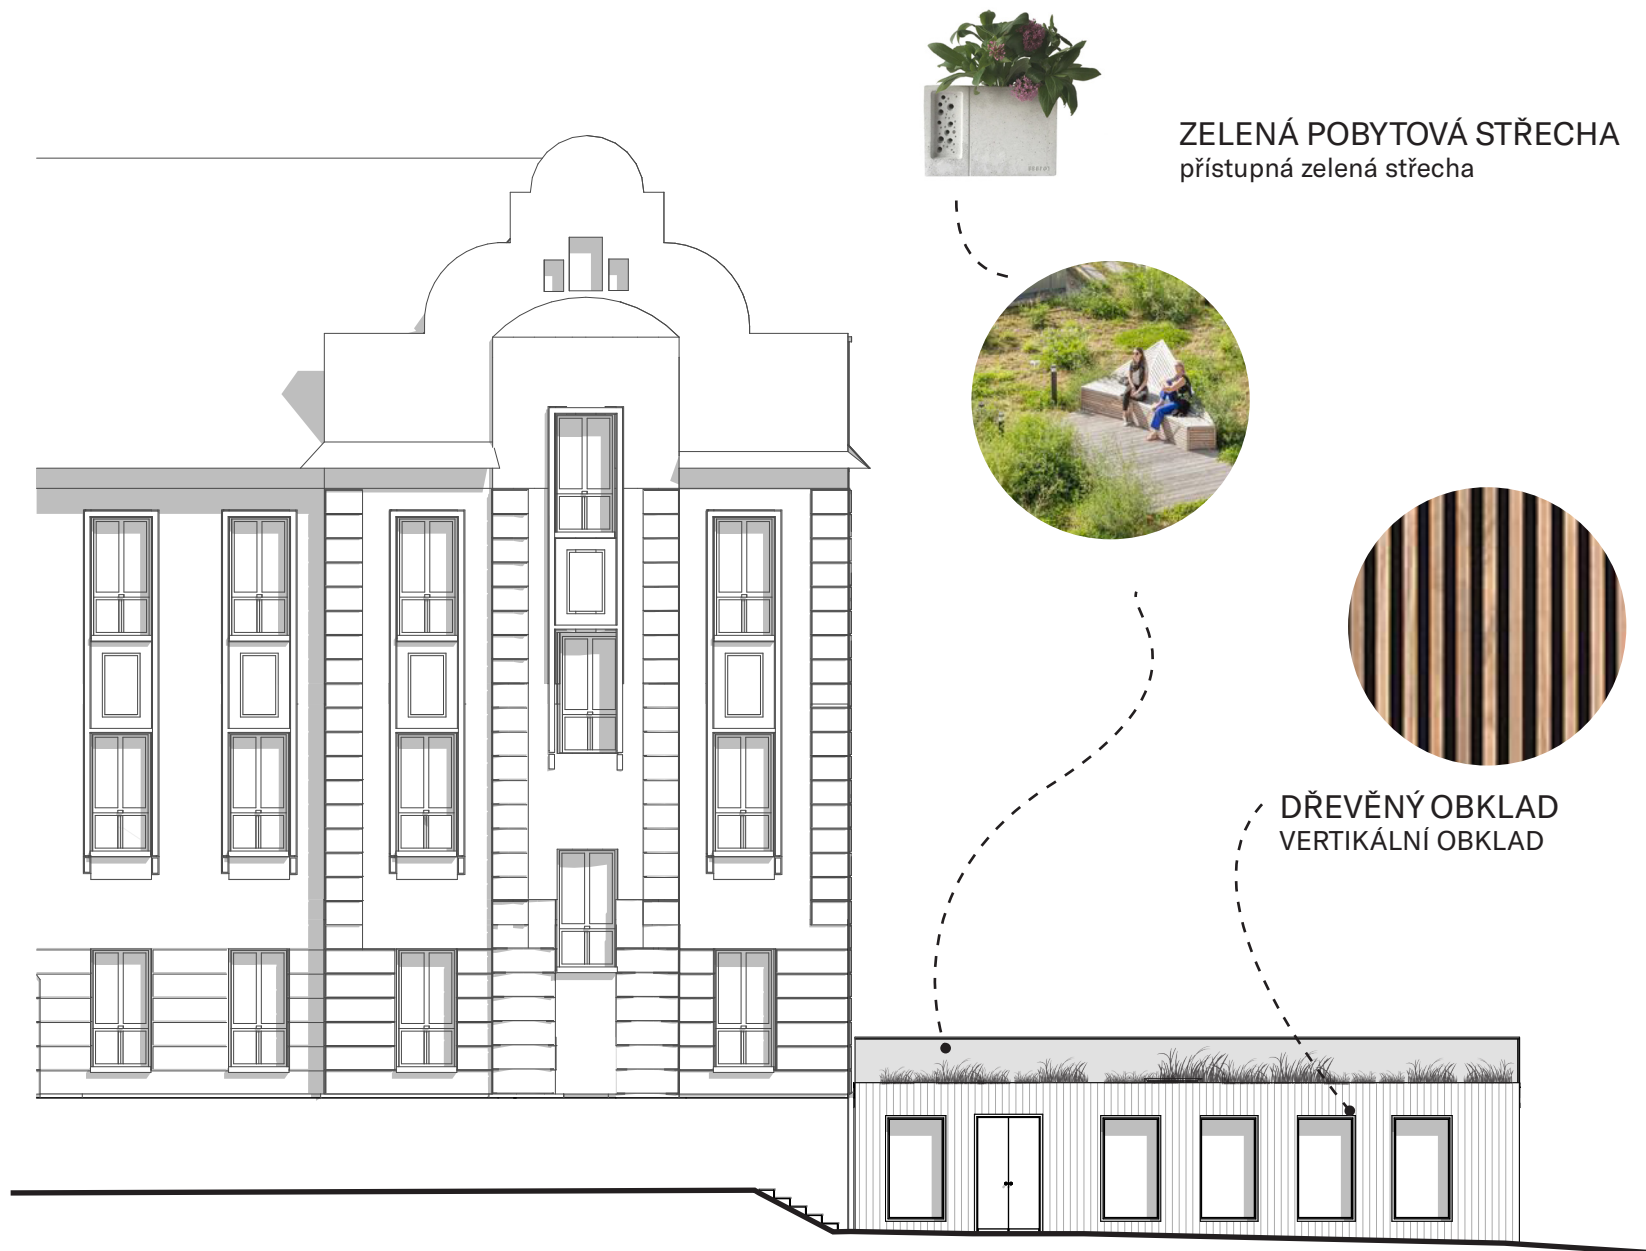 ZELENÁ POBYTOVÁ STŘECHA
přístupná zelená střecha
DŘEVĚNÝ OBKLAD
VERTIKÁLNÍ OBKLAD